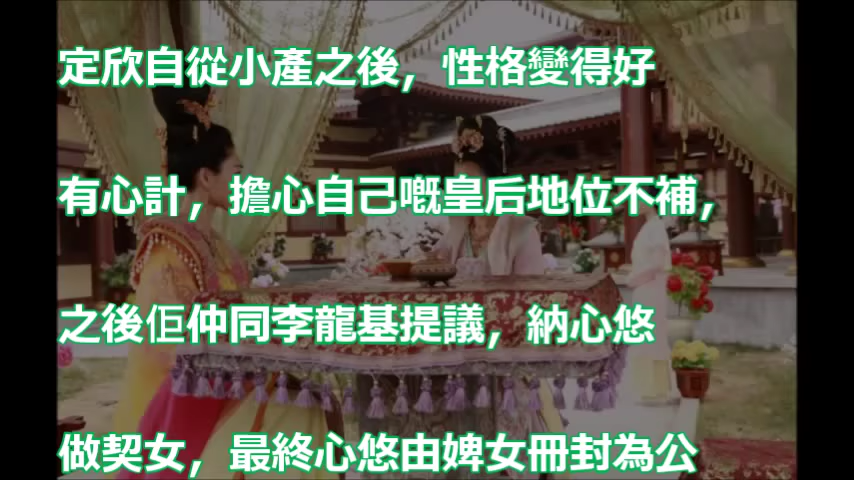 定欣自從小產之後，性格變得好
有心計，擔心自己嘅皇后地位不補，
之後佢仲同李龍基提議，納心悠
做契女，最終心悠由婢女冊封為公